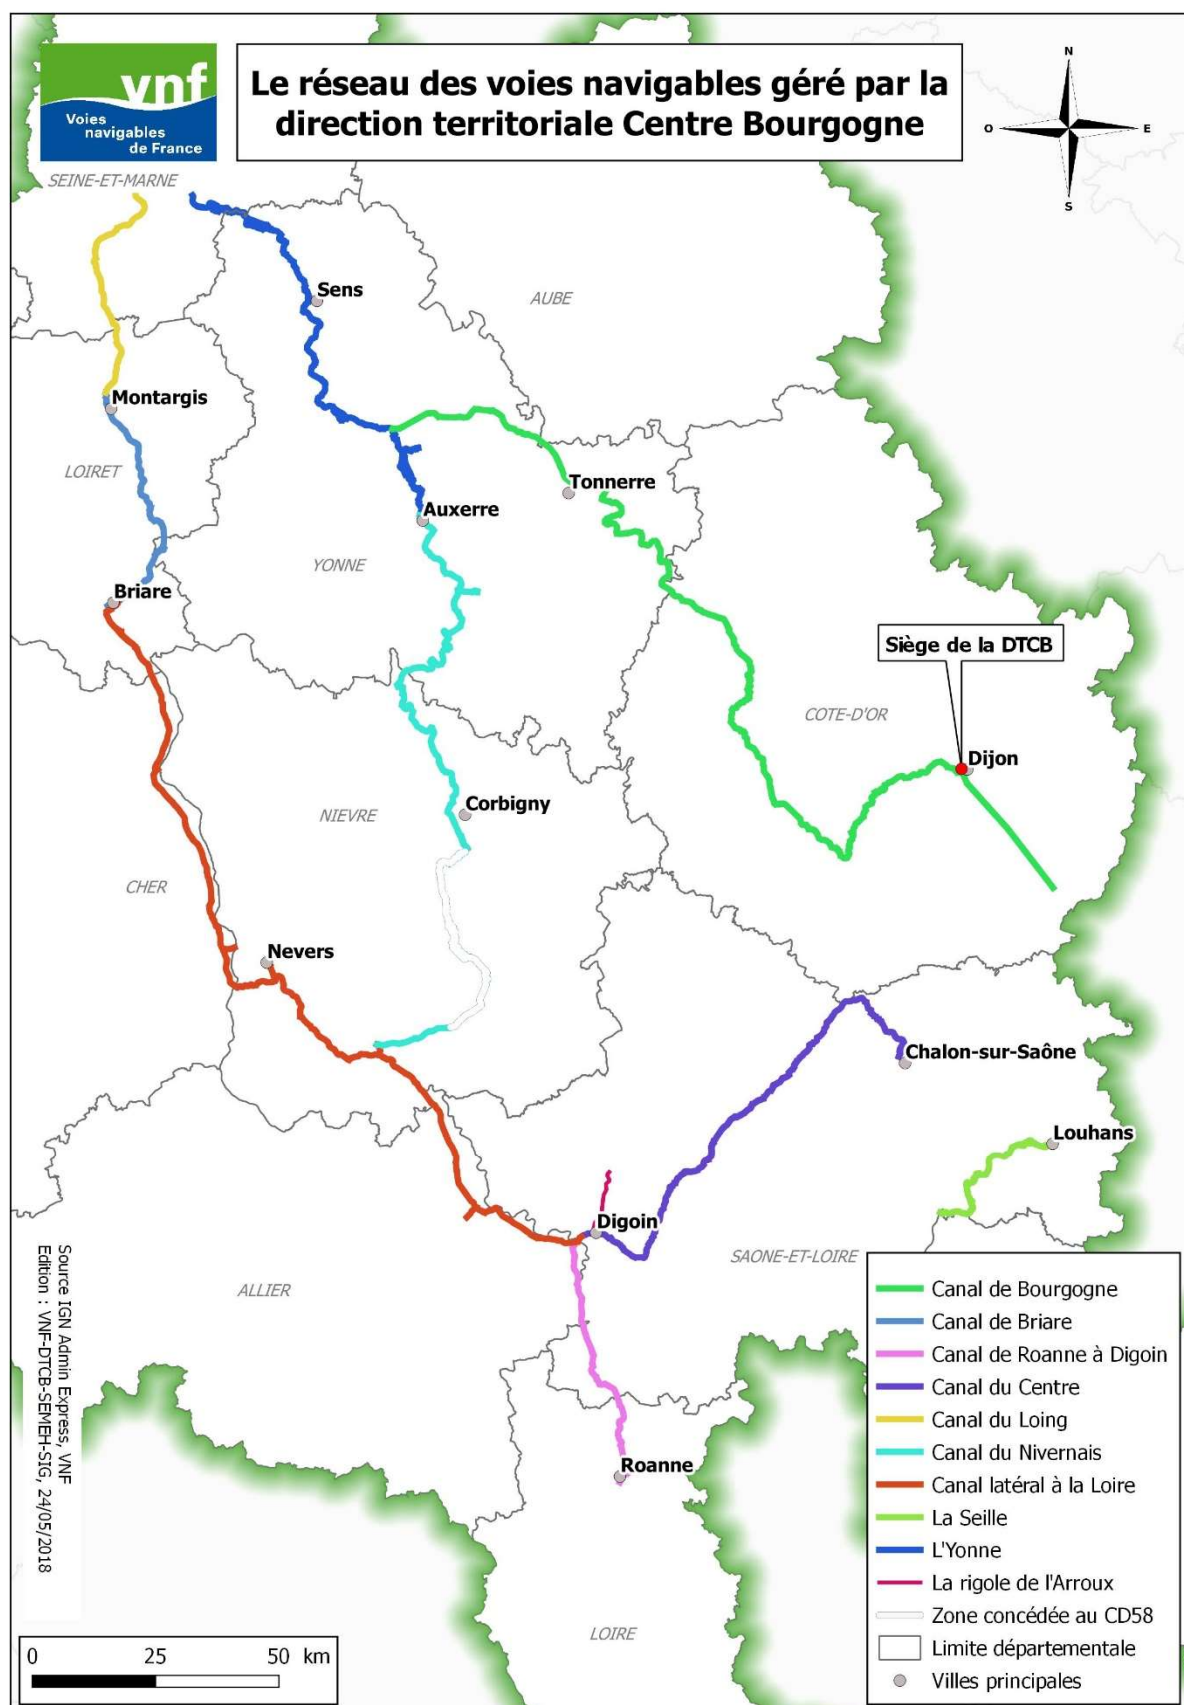 vnf
Voies
navigables
de France
Le réseau des voies navigables géré par la
direction territoriale Centre Bourgogne
N
O
E
S
SEINE-ET-MARNE
Sens
AUBE
Montargis
LOIRET
Tonnerre
Auxerre
YONNE
Briare
Siège de la DTCB
COTE-D'OR
Dijon
Corbigny
NIEVRE
CHER
Nevers
Chalon-sur-Saône
Louhans
Digoin
SAONE-ET-LOIRE
ALLIER
Roanne
LOIRE
Source IGN Admin Express, VNF
Edition : VNF-DTCB-SEMEH-SIG, 24/05/2018
Canal de Bourgogne
Canal de Briare
Canal de Roanne à Digoin
Canal du Centre
Canal du Loing
Canal du Nivernais
Canal latéral à la Loire
La Seille
L'Yonne
La rigole de l'Arroux
Zone concédée au CD58
Limite départementale
Villes principales
0 25 50 km